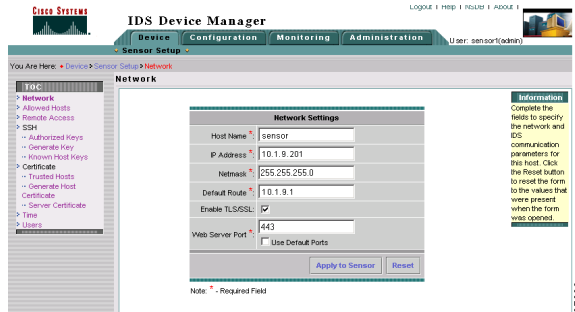 Logout | Help | NSDB | About |
CISCO SYSTEMS
IDS Device Manager
Device Configuration Monitoring Administration
User: sensor1(admin)
Sensor Setup
You Are Here: Device Sensor Setup Network
TOC
Network
Allowed Hosts
Remote Access
SSH
Authorized Keys
Generate Key
Known Host Keys
Certificate
Trusted Hosts
Generate Host
Certificate
Server Certificate
Time
Users
Network
Network Settings
Host Name *: sensor
IP Address *: 10.1.9.201
Netmask *: 255.255.255.0
Default Route *: 10.1.9.1
Enable TLS/SSL:
Web Server Port *: 443
Use Default Ports
Apply to Sensor Reset
Note: * - Required Field
Information
Complete the
fields to specify
the network and
IDS
communication
parameters for
this host. Click
the Reset button
to reset the form
to the values that
were present
when the form
was opened.